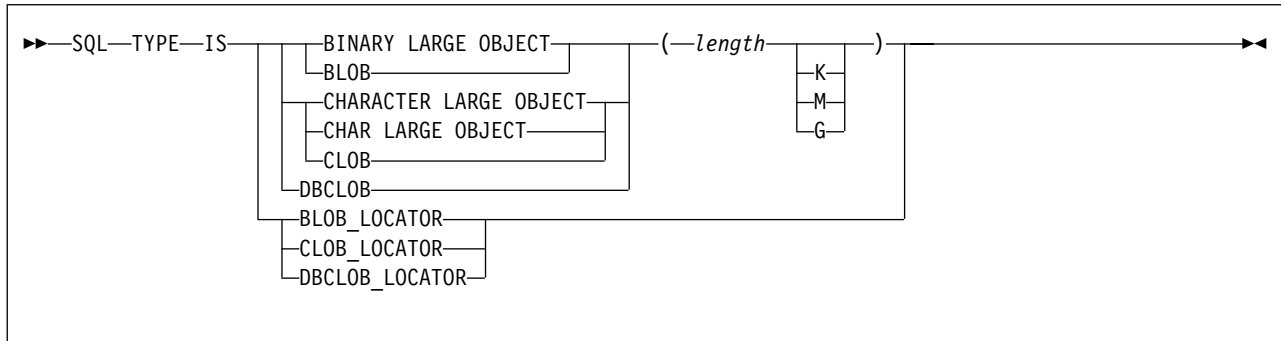 SQL TYPE IS BINARY LARGE OBJECT ( length )
BLOB K
CHARACTER LARGE OBJECT M
CHAR LARGE OBJECT G
CLOB
DBCLOB
BLOB_LOCATOR
CLOB_LOCATOR
DBCLOB_LOCATOR